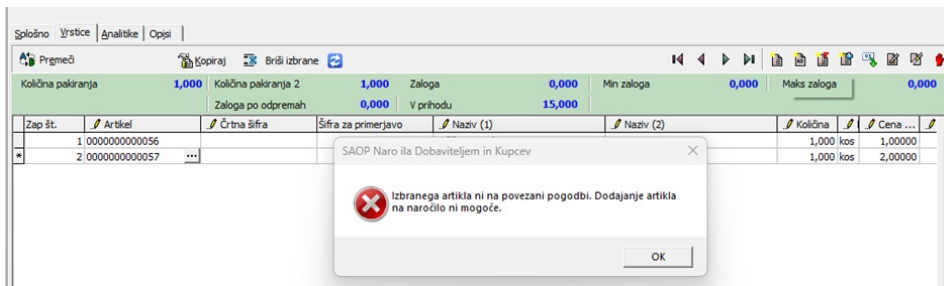 Splošno Vrstice Analitike Opisi
Premeči Kopiraj Briši izbrane
Količina pakiranja 1,000 Količina pakiranja 2 1,000 Zaloga 0,000 Min zaloga 0,000 Maks zaloga 0,000
Zaloga po odpremah 0,000 V prihodu 15,000
Zap št. Artikel Črtna šifra Šifra za primerjavo Naziv (1) Naziv (2) Količina Cena ...
1 0000000000056 1,000 kos 1,00000
* 2 0000000000057 ... 1,000 kos 2,00000
SAOP Naro ila Dobaviteljem in Kupcev
Izbranega artikla ni na povezani pogodbi. Dodajanje artikla
na naročilo ni mogoče.
OK